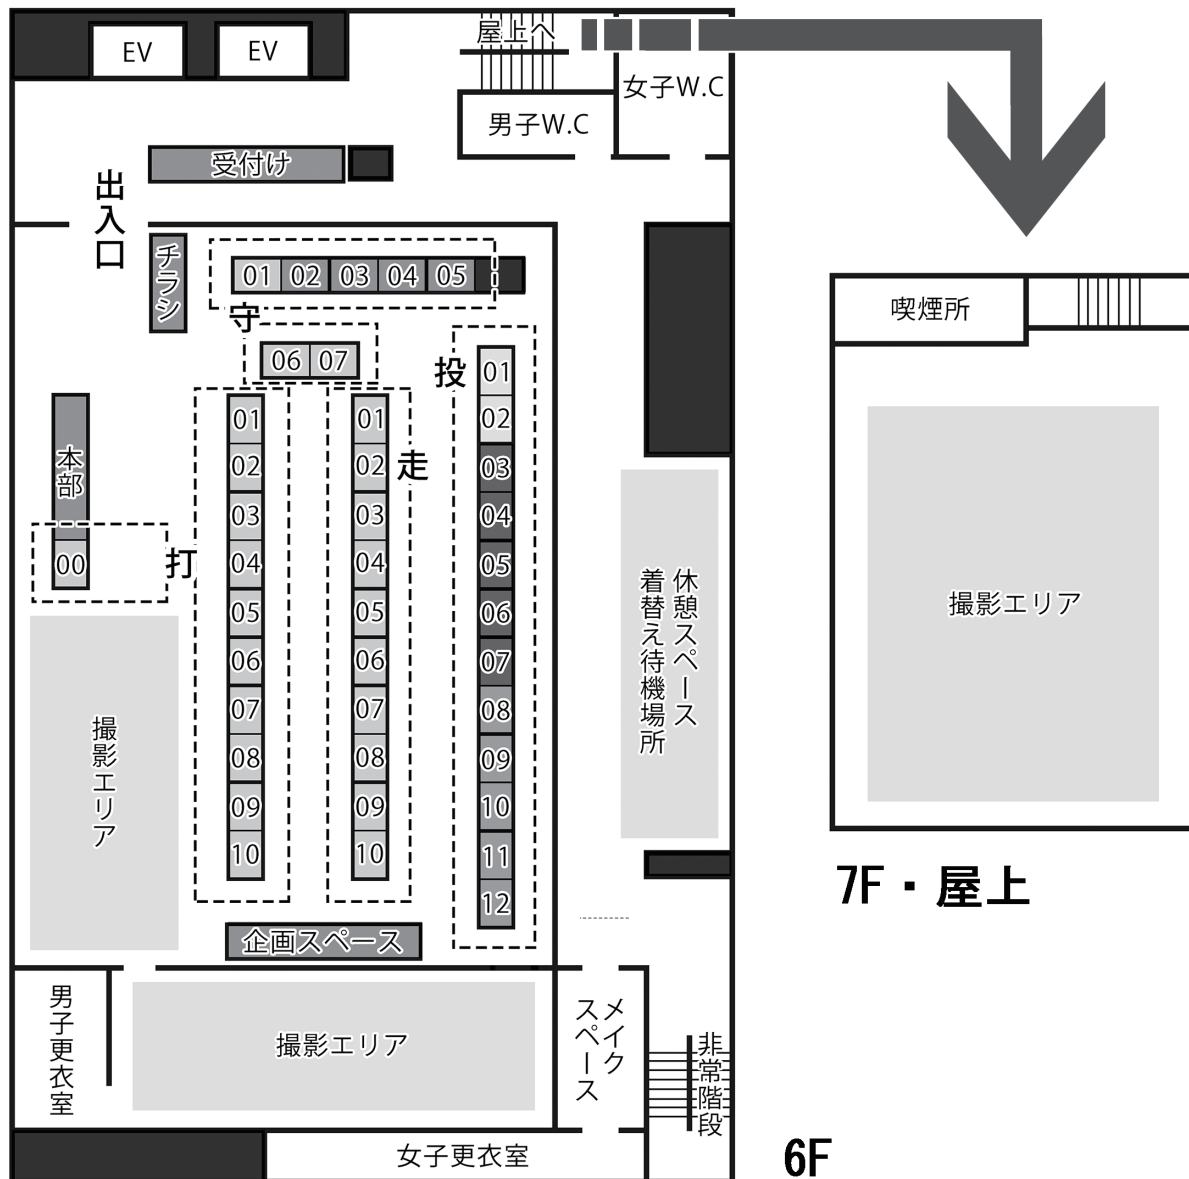 EV
EV
屋上へ
女子W.C
男子W.C
受付け
出入口
チラシ
01 02 03 04 05
守
06 07
投
01
02
03
04
05
06
07
08
09
10
11
12
走
01
02
03
04
05
06
07
08
09
10
打
01
02
03
04
05
06
07
08
09
10
本部
00
撮影エリア
休憩スペース
着替え待機場所
企画スペース
男子更衣室
撮影エリア
メイク
スペース
非常階段
女子更衣室
6F
喫煙所
撮影エリア
7F・屋上